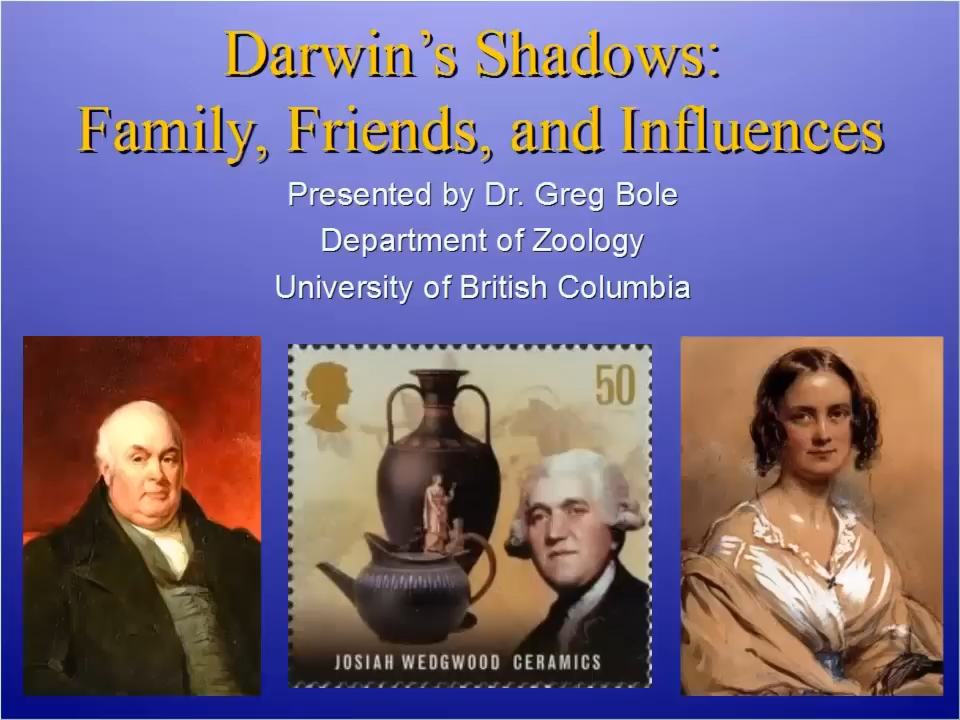 Darwin’s Shadows:
Family, Friends, and Influences
Presented by Dr. Greg Bole
Department of Zoology
University of British Columbia
50
JOSIAH WEDGWOOD CERAMICS